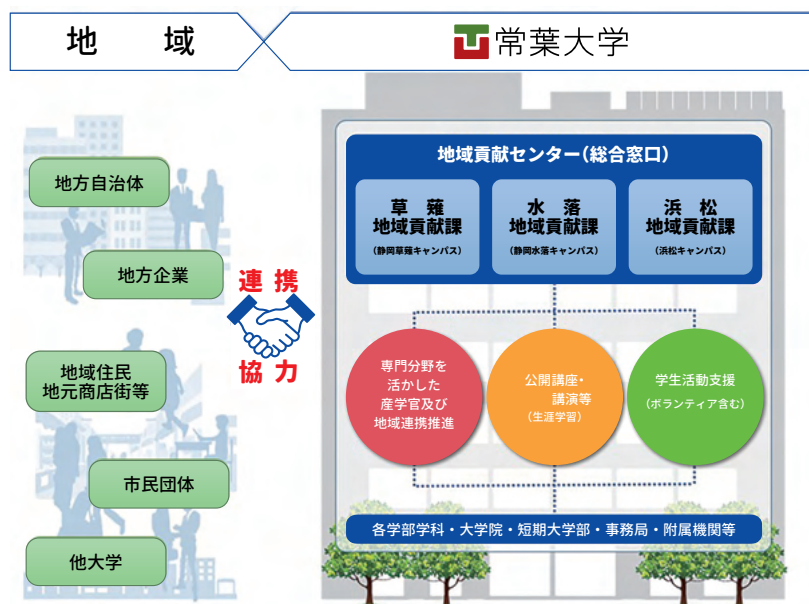 地　域
常葉大学
地方自治体
地方企業
地域住民
地元商店街等
市民団体
他大学
連 携
協 力
地域貢献センター（総合窓口）
草　薙
地域貢献課
（静岡草薙キャンパス）
水　落
地域貢献課
（静岡水落キャンパス）
浜　松
地域貢献課
（浜松キャンパス）
専門分野を
活かした
産学官及び
地域連携推進
公開講座・
講演等
（生涯学習）
学生活動支援
（ボランティア含む）
各学部学科・大学院・短期大学部・事務局・附属機関等